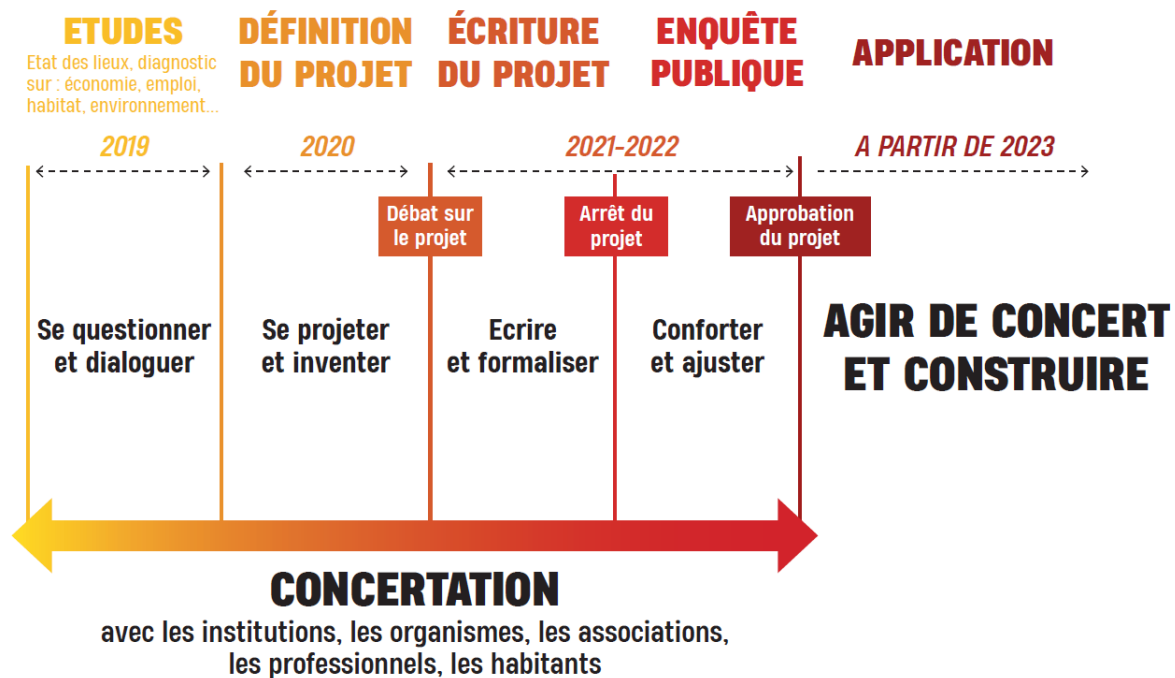 ETUDES
Etat des lieux, diagnostic
sur : économie, emploi,
habitat, environnement...
DÉFINITION
DU PROJET
ÉCRITURE
DU PROJET
ENQUÊTE
PUBLIQUE
APPLICATION
2019
2020
2021-2022
A PARTIR DE 2023
Débat sur
le projet
Arrêt du
projet
Approbation
du projet
Se questionner
et dialoguer
Se projeter
et inventer
Ecrire
et formaliser
Conforter
et ajuster
AGIR DE CONCERT
ET CONSTRUIRE
CONCERTATION
avec les institutions, les organismes, les associations,
les professionnels, les habitants